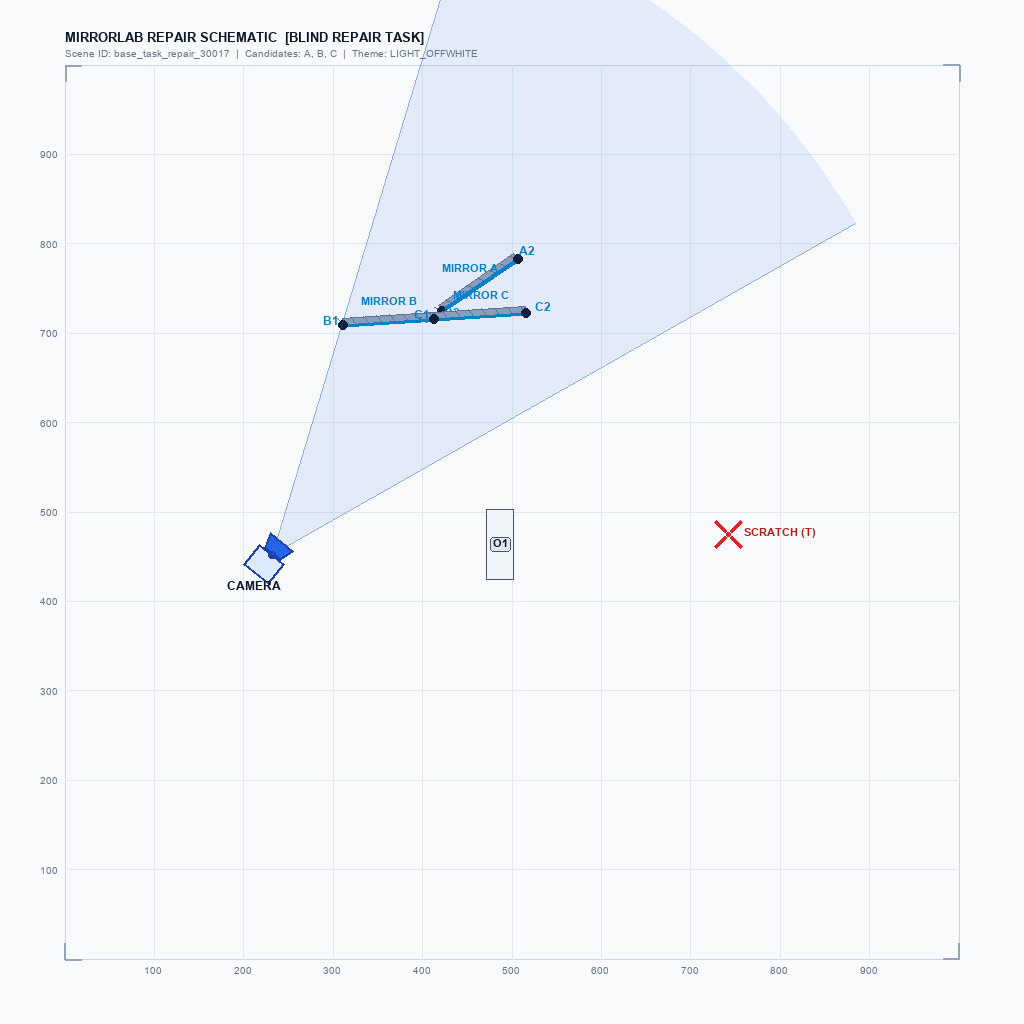 MIRRORLAB REPAIR SCHEMATIC [BLIND REPAIR TASK]
Scene ID: base_task_repair_30017 | Candidates: A, B, C | Theme: LIGHT_OFFWHITE
900
800
700
600
500
400
300
200
100
A2
MIRROR A
MIRROR C
MIRROR B
C2
C1
B1
O1
SCRATCH (T)
CAMERA
100
200
300
400
500
600
700
800
900